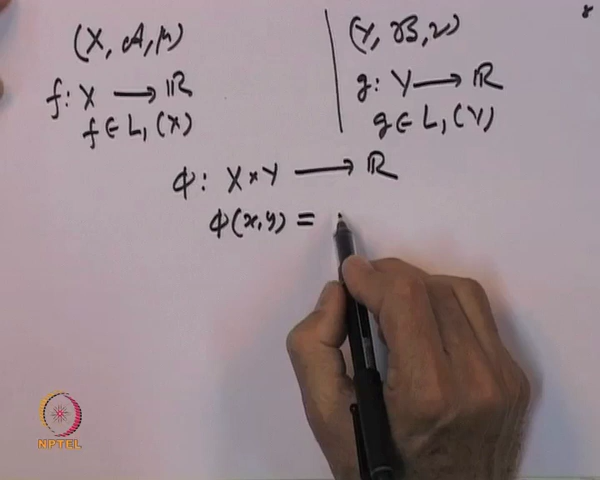 (X, 𝒜, μ)
f: X ⟶ ℝ
f ∈ L₁(X)
(Y, ℬ, ν)
g: Y ⟶ ℝ
g ∈ L₁(Y)
φ: X × Y ⟶ ℝ
φ(x, y) =
NPTEL